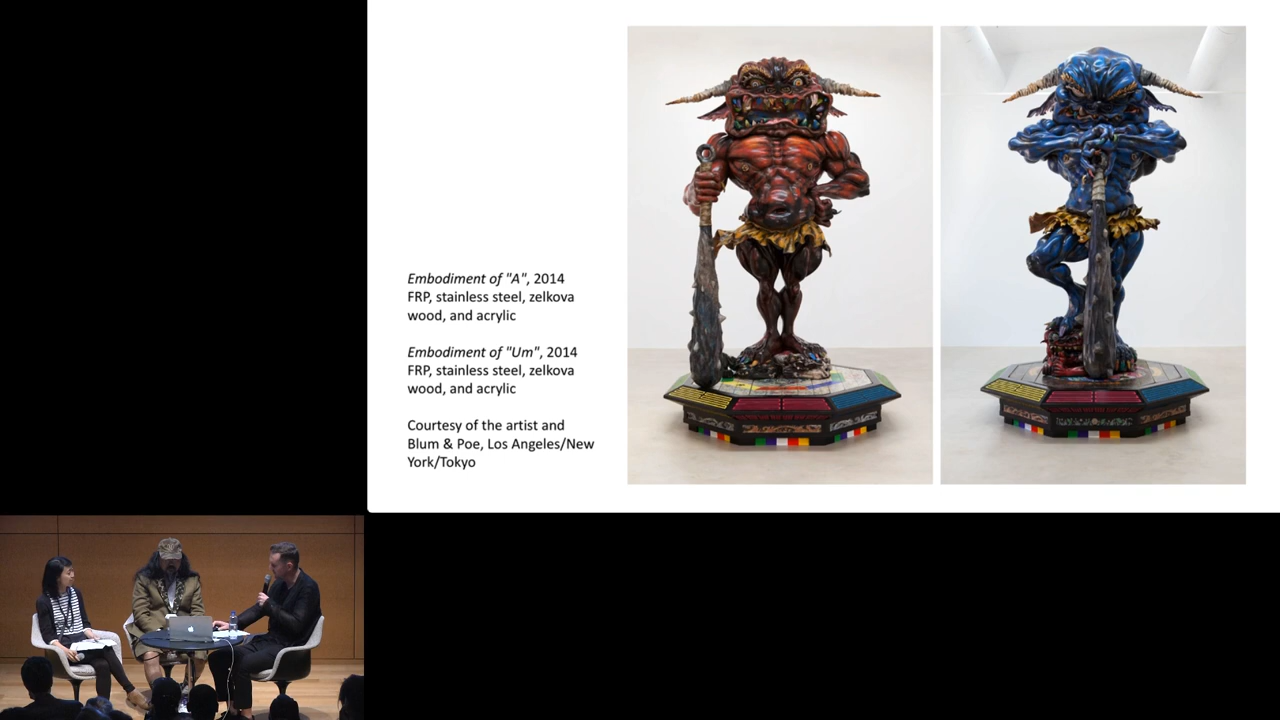 Embodiment of "A", 2014
FRP, stainless steel, zelkova
wood, and acrylic
Embodiment of "Um", 2014
FRP, stainless steel, zelkova
wood, and acrylic
Courtesy of the artist and
Blum & Poe, Los Angeles/New
York/Tokyo